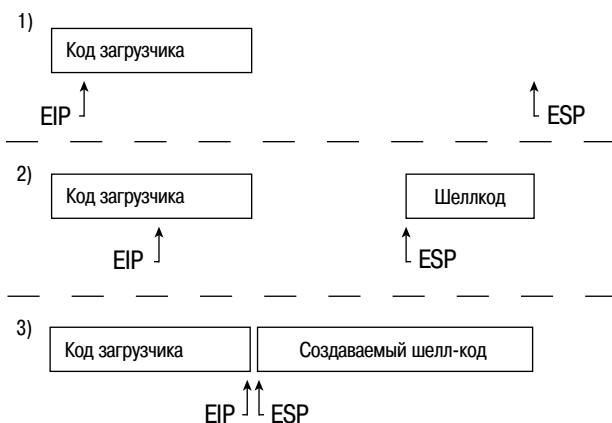 1)
Код загрузчика
EIP
ESP
2)
Код загрузчика
Шеллкод
EIP
ESP
3)
Код загрузчика
Создаваемый шелл-код
EIP
ESP